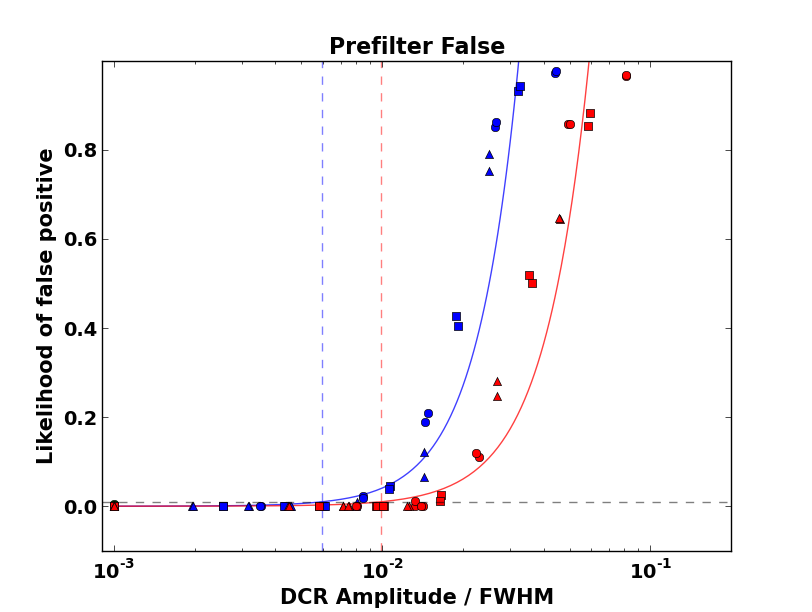 Prefilter False
Likelihood of false positive
0.8
0.6
0.4
0.2
0.0
10⁻³
10⁻²
10⁻¹
DCR Amplitude / FWHM